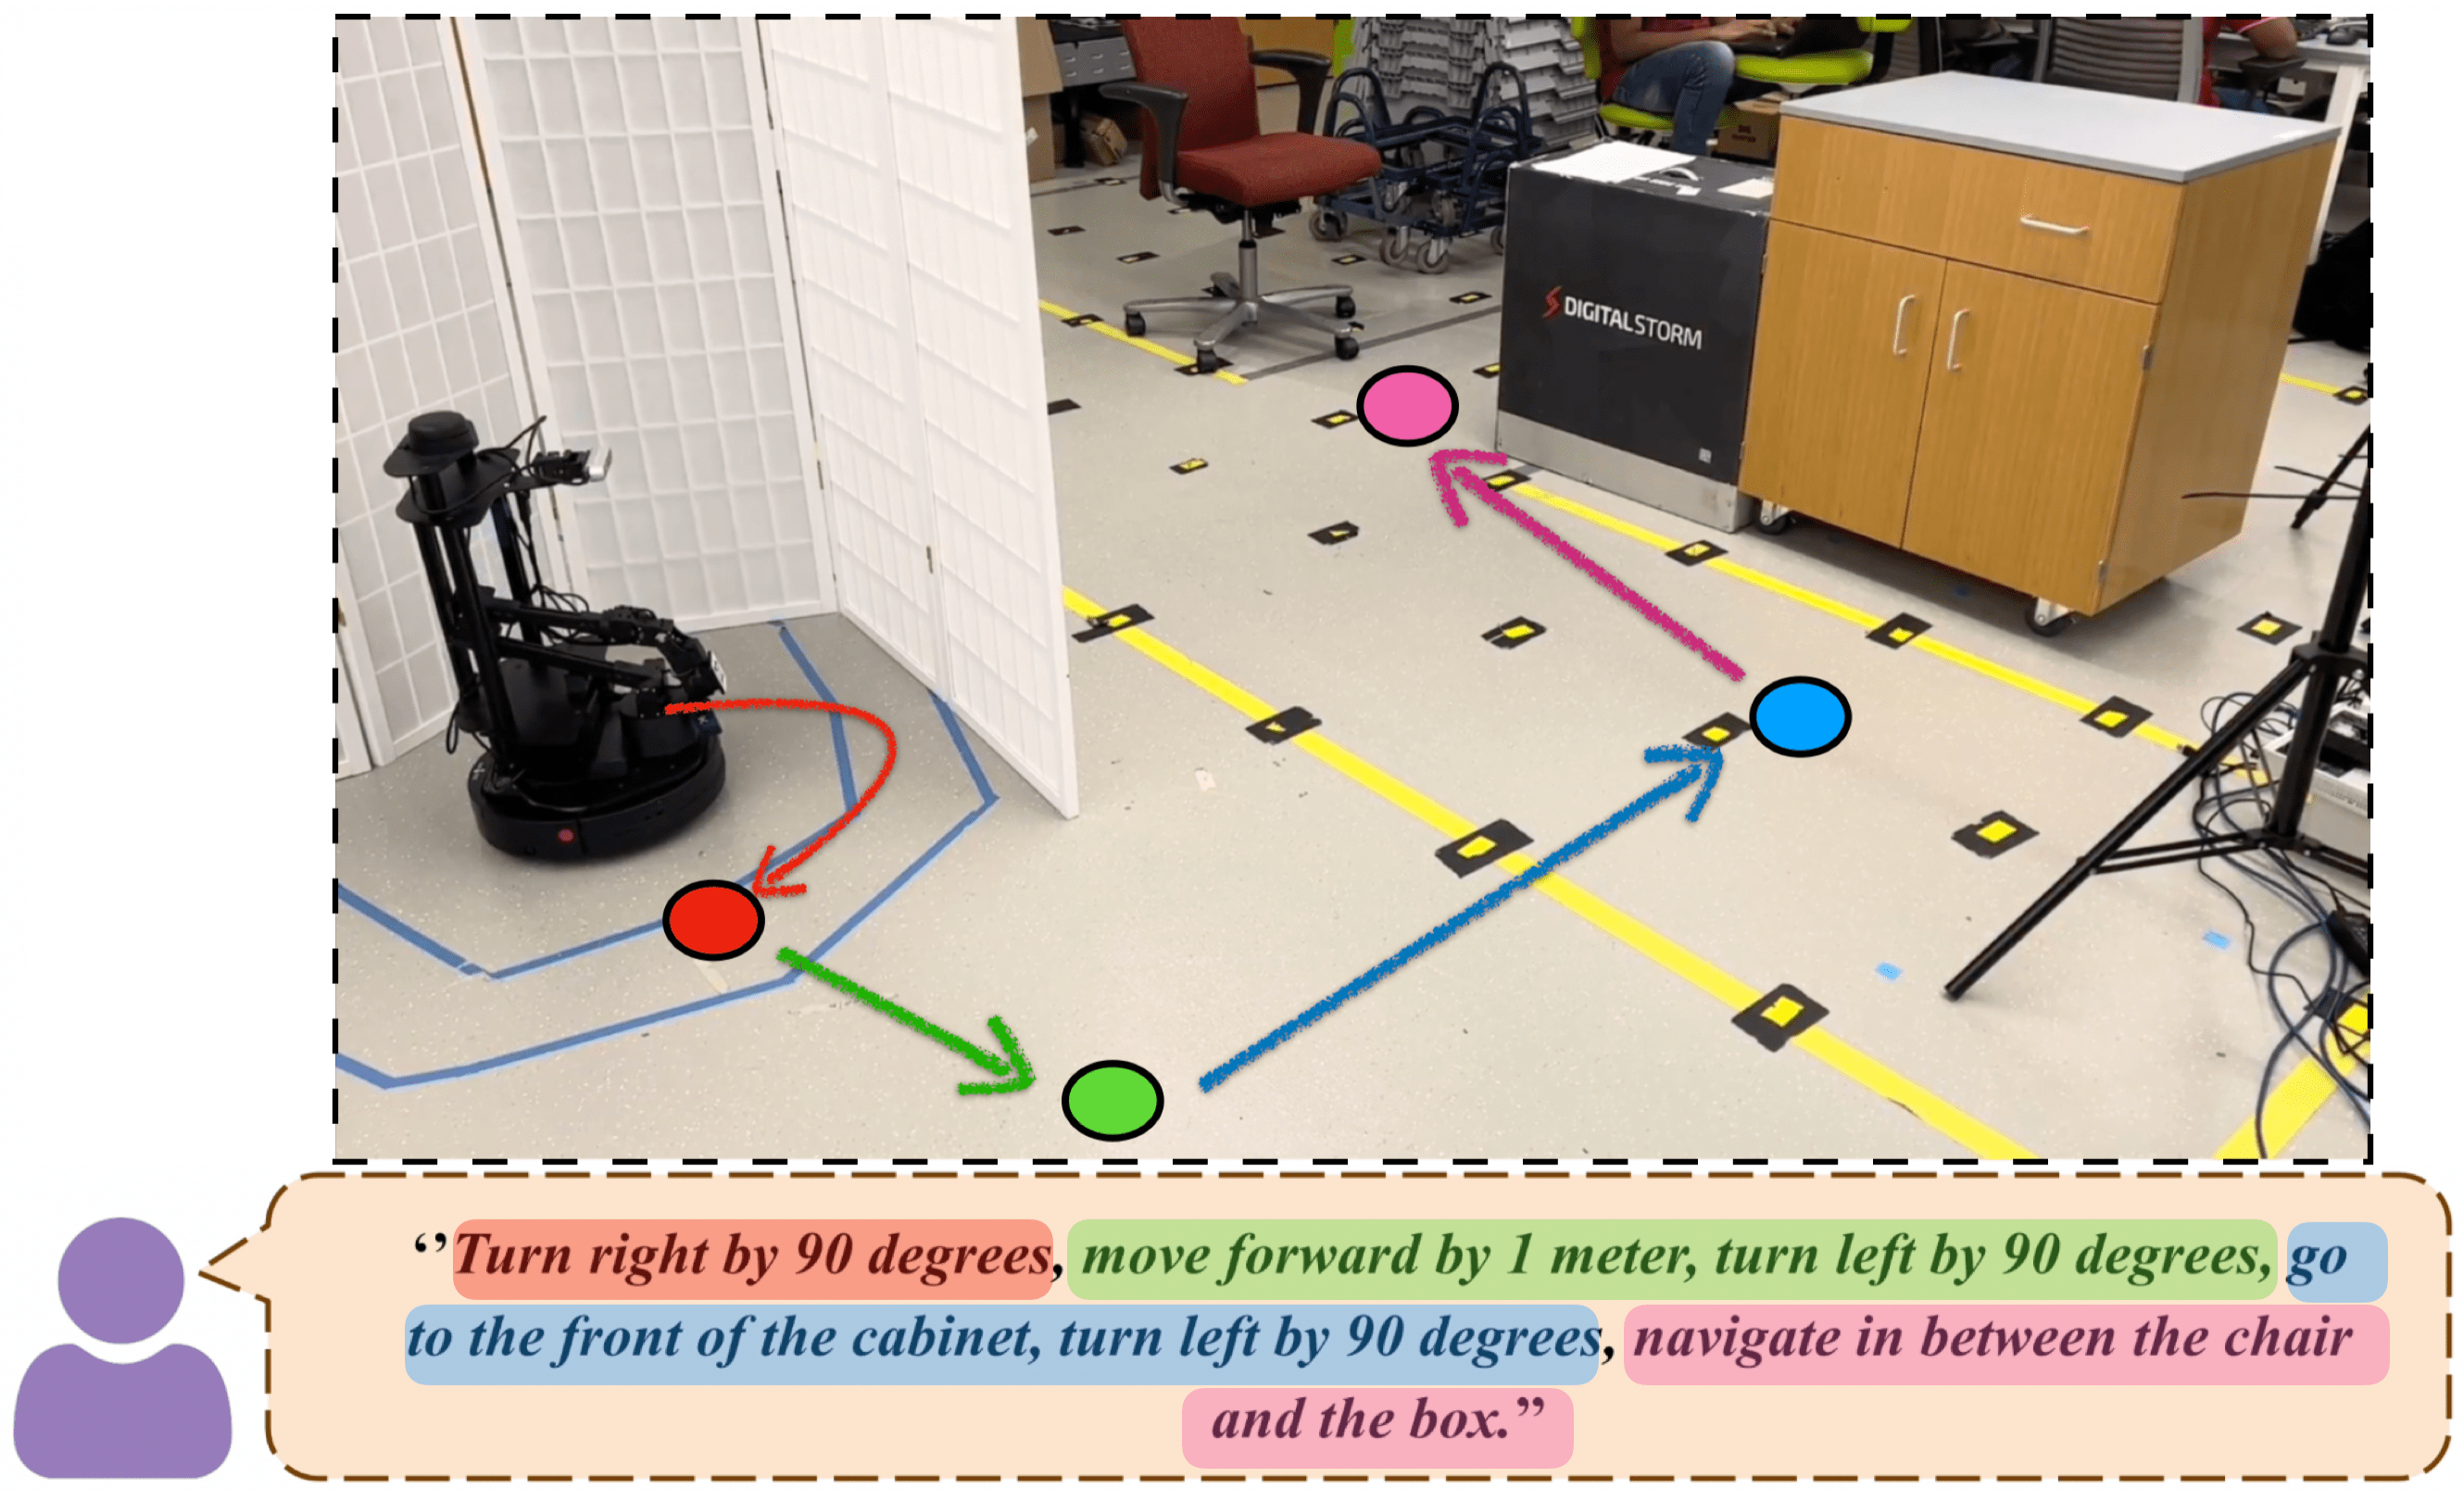 DIGITALSTORM
‘’Turn right by 90 degrees, move forward by 1 meter, turn left by 90 degrees, go
to the front of the cabinet, turn left by 90 degrees, navigate in between the chair
and the box.”